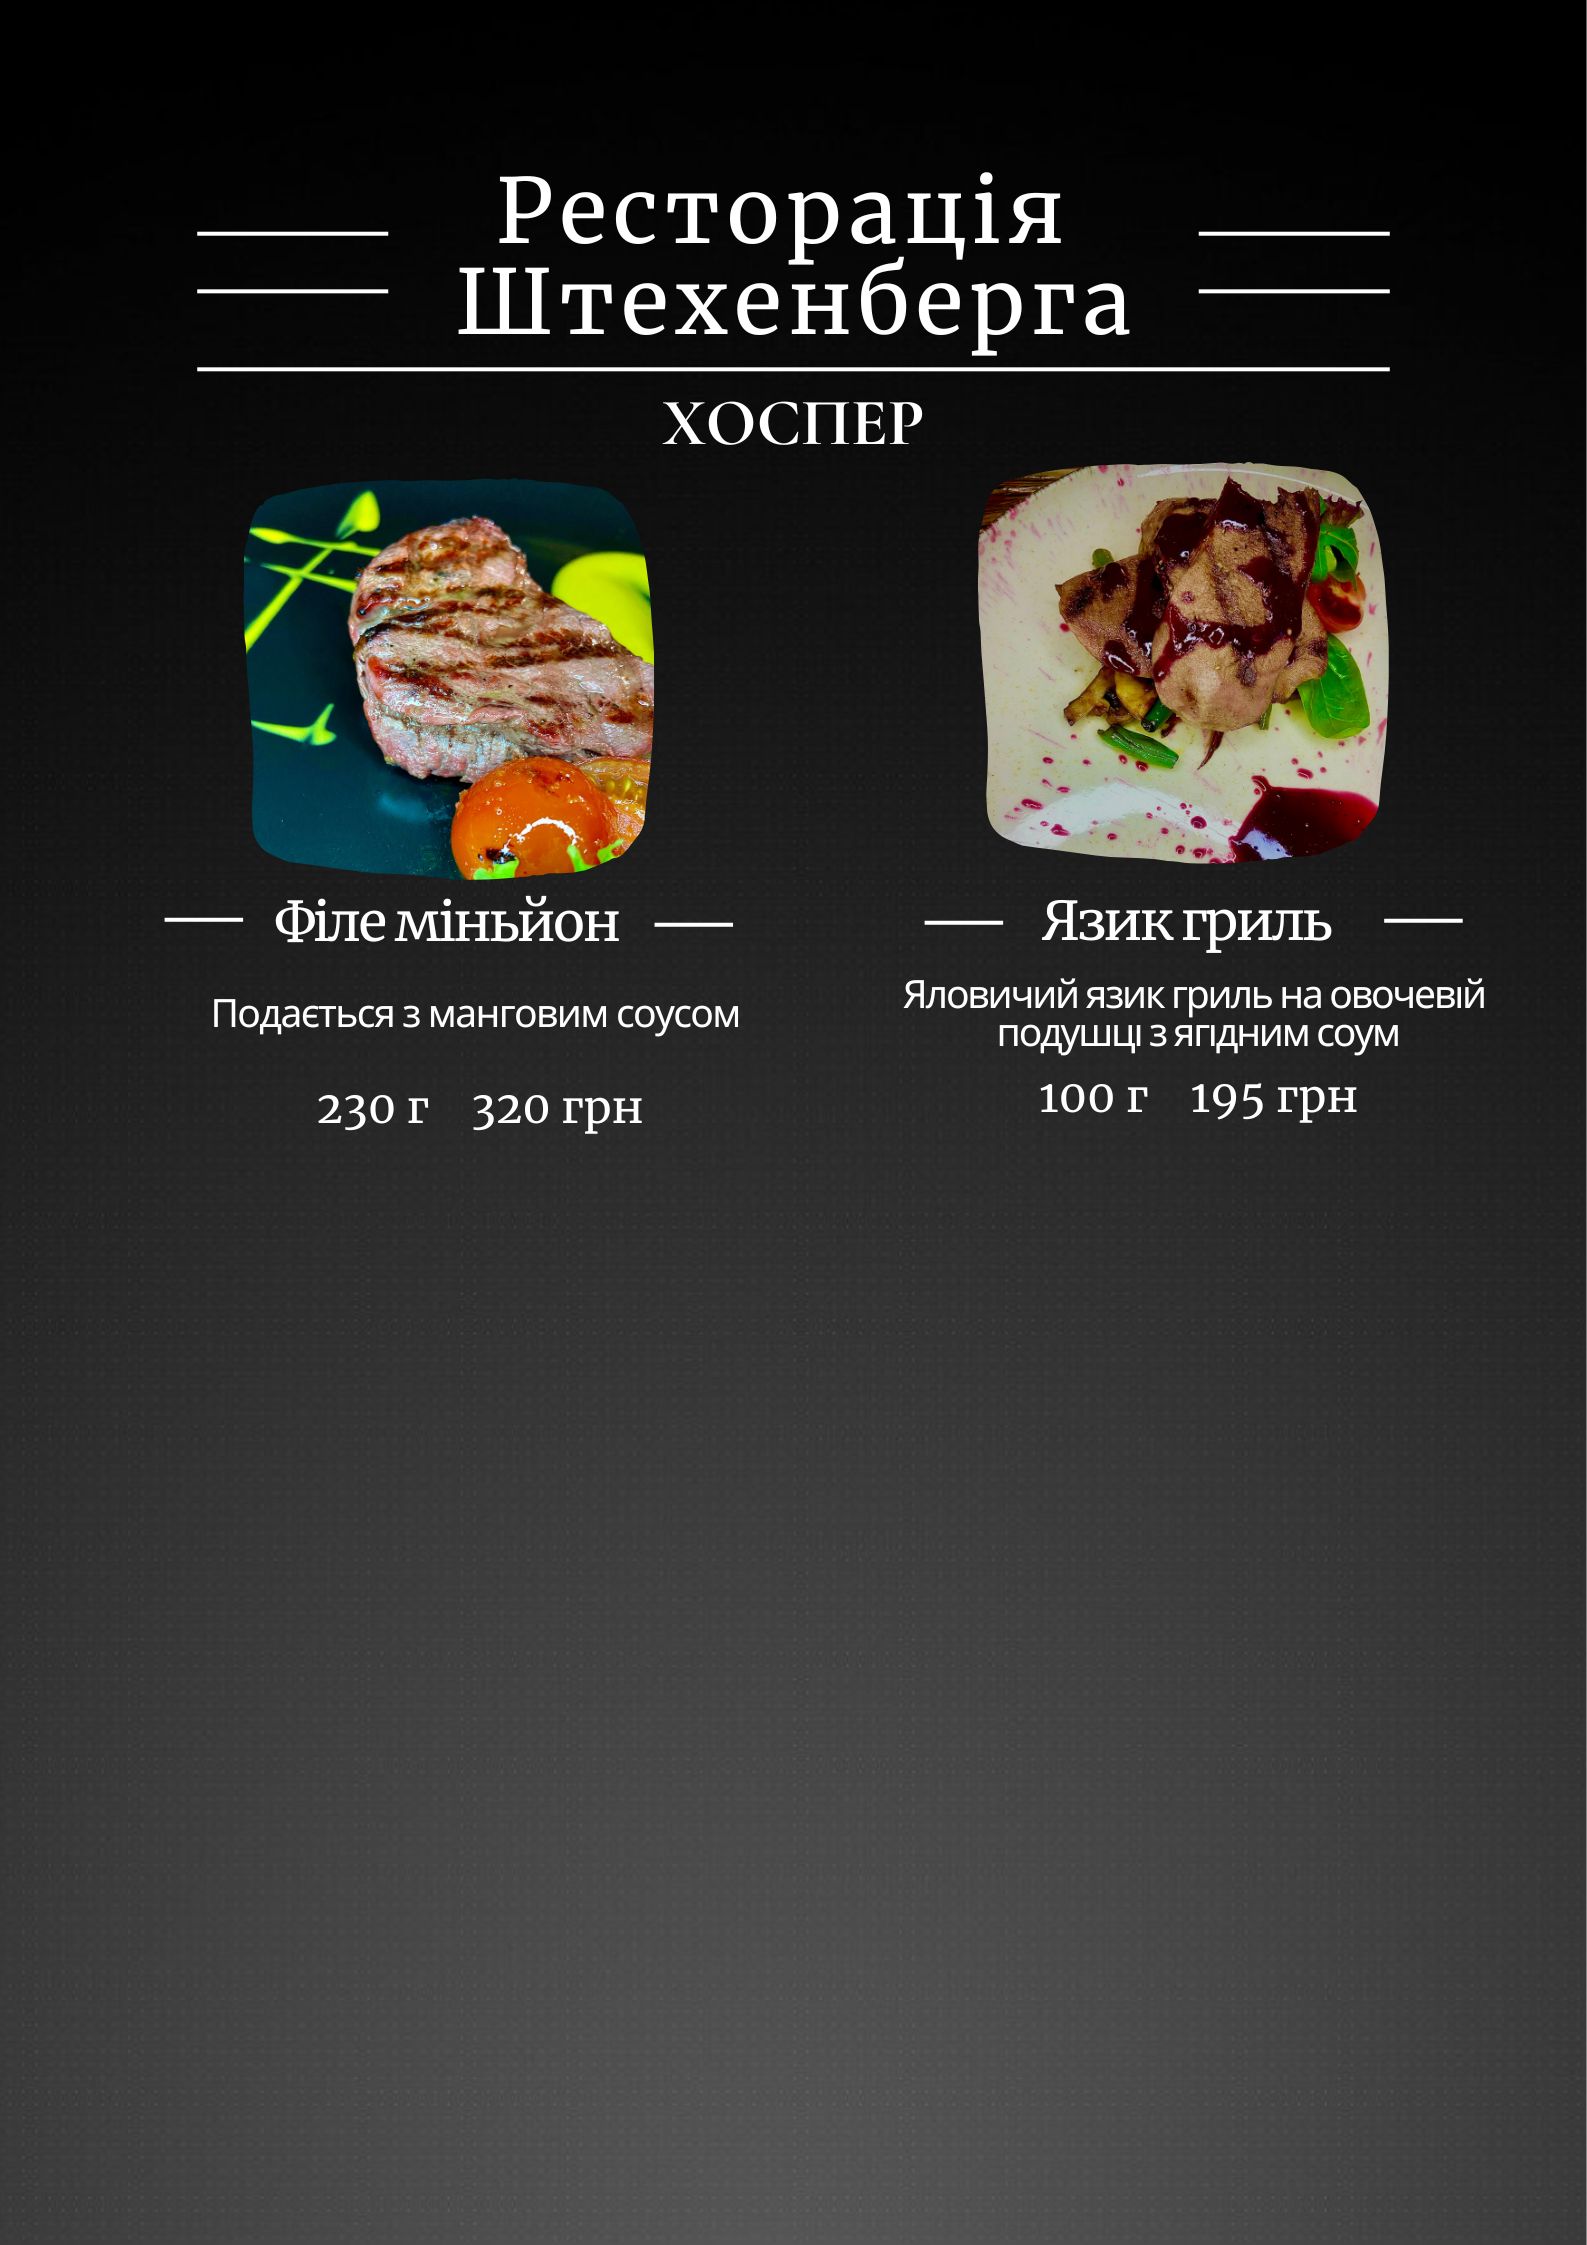 Ресторація
Штехенберга
ХОСПЕР
Філе міньйон
Подається з манговим соусом
230 г 320 грн
Язик гриль
Яловичий язик гриль на овочевій
подушці з ягідним соум
100 г 195 грн